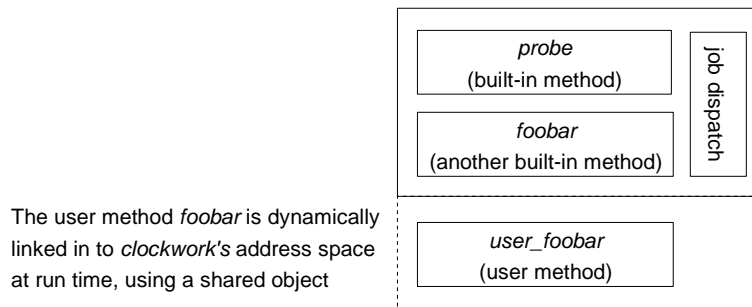 probe
(built-in method)
job dispatch
foobar
(another built-in method)
The user method foobar is dynamically
linked in to clockwork's address space
at run time, using a shared object
user_foobar
(user method)